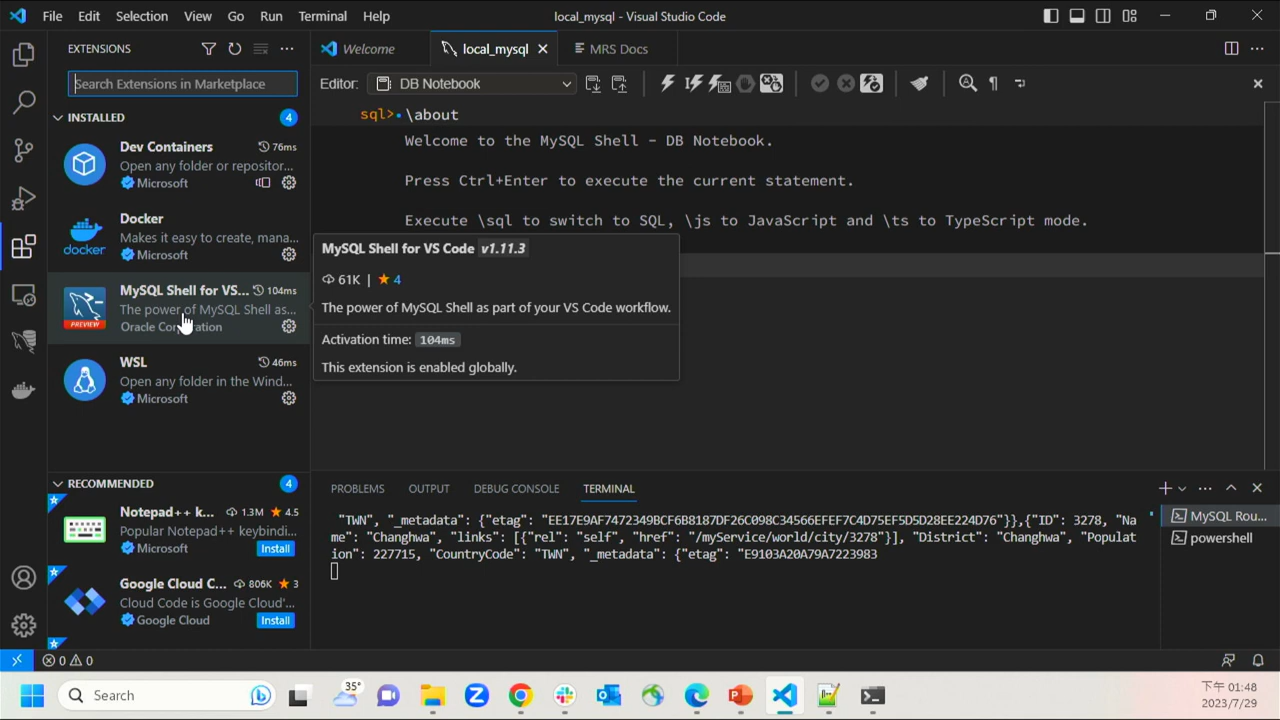 File Edit Selection View Go Run Terminal Help local_mysql - Visual Studio Code
EXTENSIONS
Search Extensions in Marketplace
INSTALLED 4
Dev Containers 76ms
Open any folder or repositor...
Microsoft
Docker
Makes it easy to create, mana...
Microsoft
MySQL Shell for VS... 104ms
The power of MySQL Shell as...
PREVIEW
WSL 46ms
Open any folder in the Wind...
Microsoft
RECOMMENDED 4
Notepad++ k... 1.3M 4.5
Popular Notepad++ keybindi...
Microsoft Install
Google Cloud C... 806K 3
Cloud Code is Google Cloud'...
Google Cloud Install
Welcome local_mysql MRS Docs
Editor: DB Notebook
sql> \about
Welcome to the MySQL Shell - DB Notebook.
Press Ctrl+Enter to execute the current statement.
Execute \sql to switch to SQL, \js to JavaScript and \ts to TypeScript mode.
MySQL Shell for VS Code v1.11.3
61K | 4
The power of MySQL Shell as part of your VS Code workflow.
Activation time: 104ms
This extension is enabled globally.
PROBLEMS OUTPUT DEBUG CONSOLE TERMINAL
me": "Changhwa", "links": [{"rel": "self", "href": "/myService/world/city/3278"}], "District": "Changhwa", "Populat
ion": 227715, "CountryCode": "TWN", "_metadata": {"etag": "E9103A20A79A7223983
MySQL Rou...
powershell
0 0
35°
Search
下午 01:48
2023/7/29